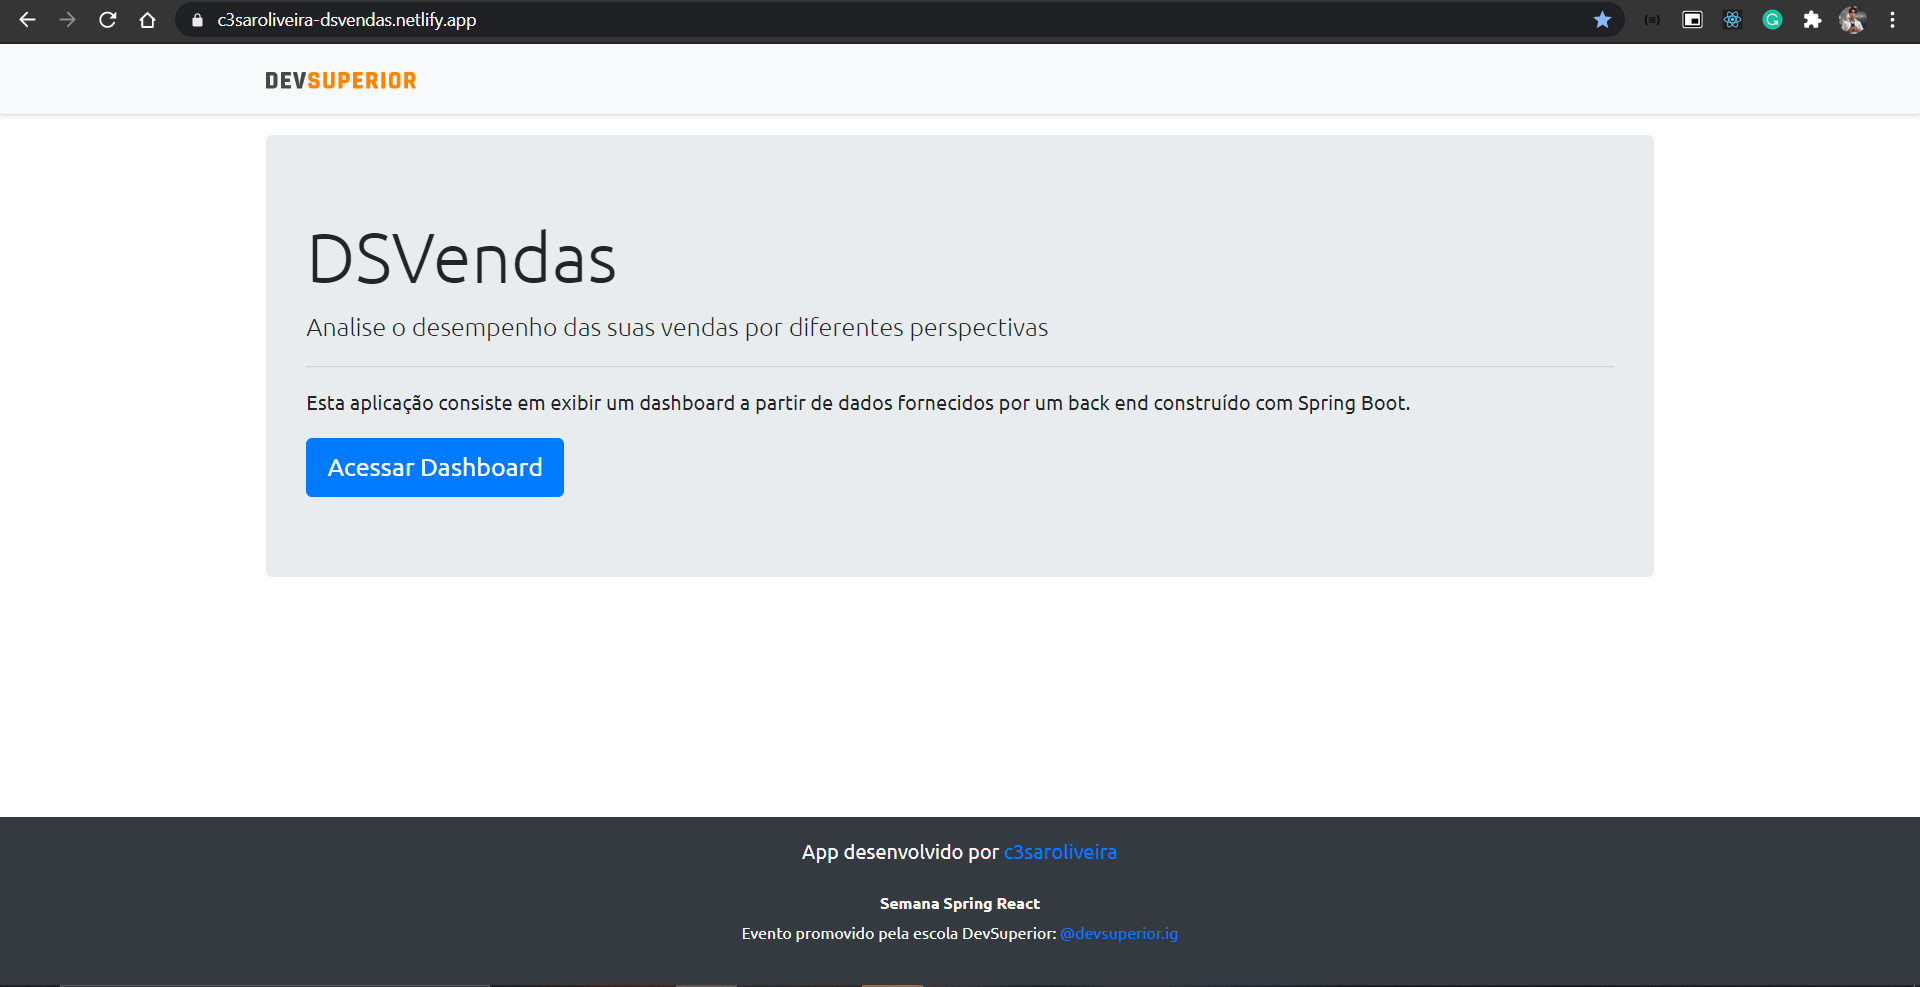 c3saroliveira-dsvendas.netlify.app
DEVSUPERIOR
DSVendas
Analise o desempenho das suas vendas por diferentes perspectivas
Esta aplicação consiste em exibir um dashboard a partir de dados fornecidos por um back end construído com Spring Boot.
Acessar Dashboard
App desenvolvido por c3saroliveira
Semana Spring React
Evento promovido pela escola DevSuperior: @devsuperior.ig